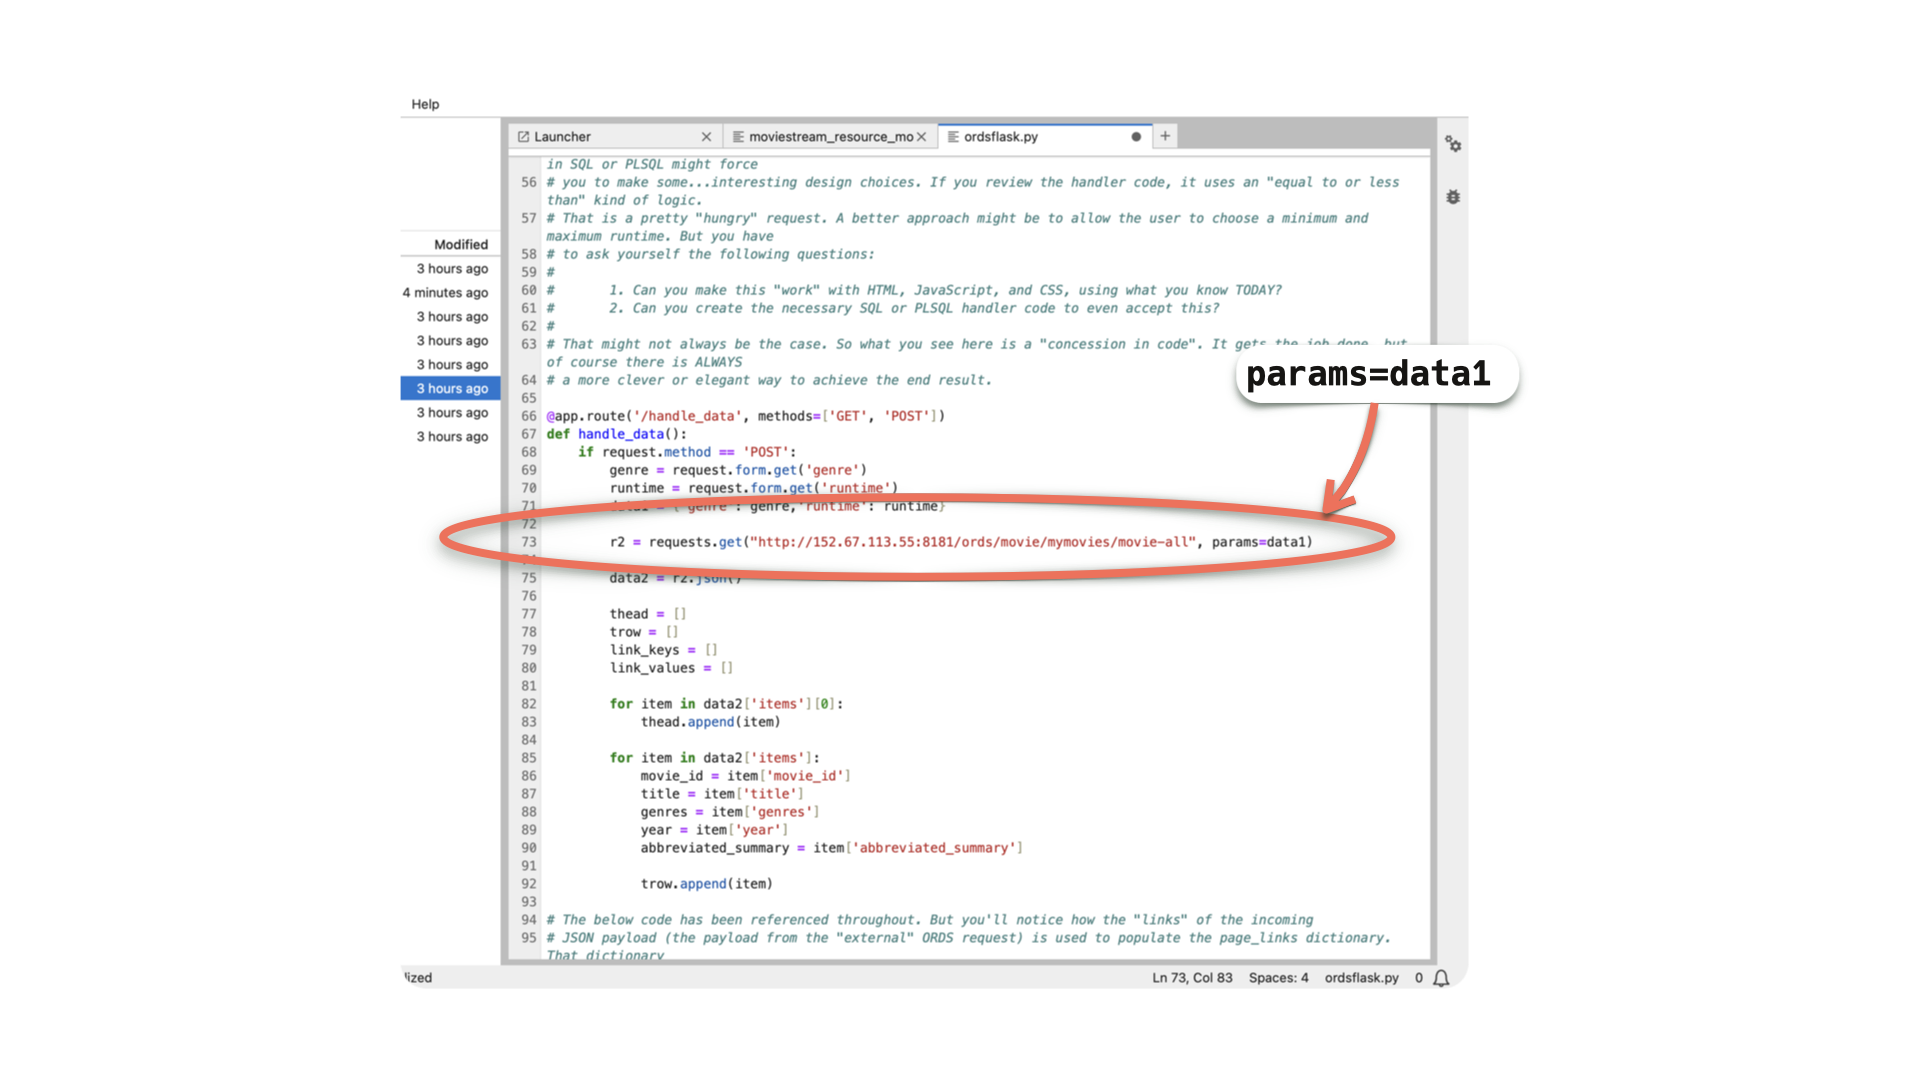 Help
Launcher
moviestream_resource_mo
ordsflask.py
Modified
3 hours ago
4 minutes ago
3 hours ago
3 hours ago
3 hours ago
3 hours ago
3 hours ago
3 hours ago
in SQL or PLSQL might force
56 # you to make some...interesting design choices. If you review the handler code, it uses an "equal to or less
than" kind of logic.
57 # That is a pretty "hungry" request. A better approach might be to allow the user to choose a minimum and
maximum runtime. But you have
58 # to ask yourself the following questions:
59 #
60 #       1. Can you make this "work" with HTML, JavaScript, and CSS, using what you know TODAY?
61 #       2. Can you create the necessary SQL or PLSQL handler code to even accept this?
62 #
63 # That might not always be the case. So what you see here is a "concession in code". It gets the job done, but
of course there is ALWAYS
64 # a more clever or elegant way to achieve the end result.
65
66 @app.route('/handle_data', methods=['GET', 'POST'])
67 def handle_data():
68     if request.method == 'POST':
69         genre = request.form.get('genre')
70         runtime = request.form.get('runtime')
71         data1 = {'genre': genre,'runtime': runtime}
72
73         r2 = requests.get("http://152.67.113.55:8181/ords/movie/mymovies/movie-all", params=data1)
75         data2 = r2.json()
76
77         thead = []
78         trow = []
79         link_keys = []
80         link_values = []
81
82         for item in data2['items'][0]:
83             thead.append(item)
84
85         for item in data2['items']:
86             movie_id = item['movie_id']
87             title = item['title']
88             genres = item['genres']
89             year = item['year']
90             abbreviated_summary = item['abbreviated_summary']
91
92             trow.append(item)
93
94 # The below code has been referenced throughout. But you'll notice how the "links" of the incoming
95 # JSON payload (the payload from the "external" ORDS request) is used to populate the page_links dictionary.
That dictionary
params=data1
lized
Ln 73, Col 83
Spaces: 4
ordsflask.py
0